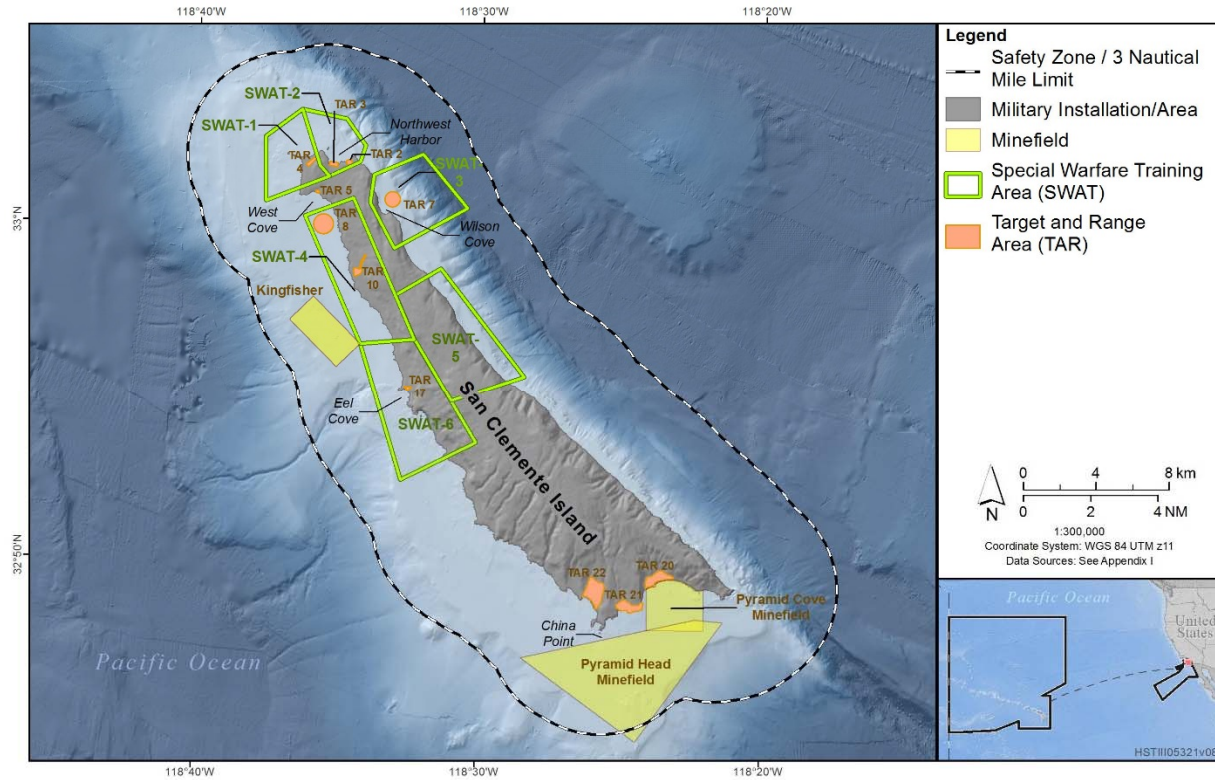 118°40'W
118°30'W
118°20'W
33°N
32°50'N
SWAT-2
TAR 3
Northwest
Harbor
SWAT-1
TAR
4
TAR 2
SWAT-
3
TAR 5
TAR 7
West
Cove
TAR
8
Wilson
Cove
SWAT-4
TAR
10
Kingfisher
SWAT-
5
TAR
17
Eel
Cove
SWAT-6
San Clemente Island
TAR 22
TAR 20
TAR 21
Pyramid Cove
Minefield
China
Point
Pyramid Head
Minefield
Pacific Ocean
118°40'W
118°30'W
118°20'W
Legend
Safety Zone / 3 Nautical
Mile Limit
Military Installation/Area
Minefield
Special Warfare Training
Area (SWAT)
Target and Range
Area (TAR)
N
0 4 8 km
0 2 4 NM
1:300,000
Coordinate System: WGS 84 UTM z11
Data Sources: See Appendix I
Pacific Ocean
United
States